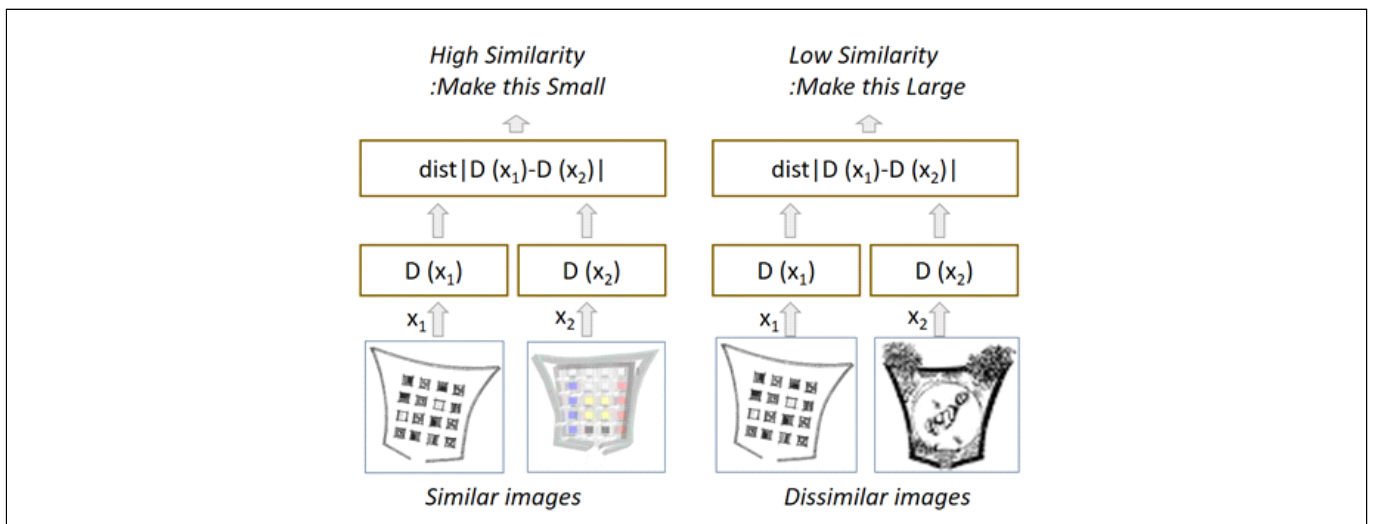 High Similarity
:Make this Small
dist|D (x₁)-D (x₂)|
D (x₁)
D (x₂)
x₁
x₂
Similar images
Low Similarity
:Make this Large
dist|D (x₁)-D (x₂)|
D (x₁)
D (x₂)
x₁
x₂
Dissimilar images